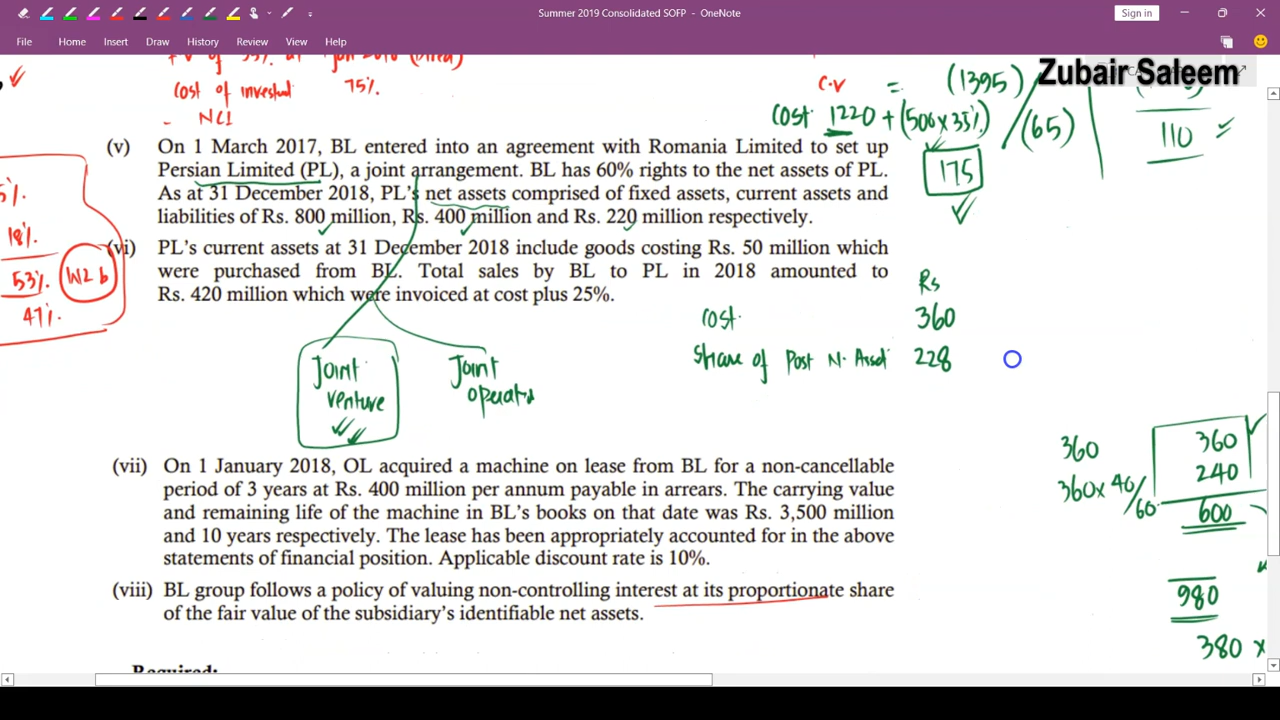 Summer 2019 Consolidated SOFP - OneNote
Sign in
File Home Insert Draw History Review View Help
Zubair Saleem
Cost of investment 75%.
- NCI
C.V = (1395)
Cost 1220 + (500 x 35%) / (65)
110
175
(v) On 1 March 2017, BL entered into an agreement with Romania Limited to set up
Persian Limited (PL), a joint arrangement. BL has 60% rights to the net assets of PL.
As at 31 December 2018, PL's net assets comprised of fixed assets, current assets and
liabilities of Rs. 800 million, Rs. 400 million and Rs. 220 million respectively.
(vi) PL's current assets at 31 December 2018 include goods costing Rs. 50 million which
were purchased from BL. Total sales by BL to PL in 2018 amounted to
Rs. 420 million which were invoiced at cost plus 25%.
5%.
18%.
53%. W2 b
47%.
Rs
Cost 360
Share of Post N. Asset 228
Joint venture
Joint operatn
360 360
360 x 40/60 240
600
(vii) On 1 January 2018, OL acquired a machine on lease from BL for a non-cancellable
period of 3 years at Rs. 400 million per annum payable in arrears. The carrying value
and remaining life of the machine in BL's books on that date was Rs. 3,500 million
and 10 years respectively. The lease has been appropriately accounted for in the above
statements of financial position. Applicable discount rate is 10%.
(viii) BL group follows a policy of valuing non-controlling interest at its proportionate share
of the fair value of the subsidiary's identifiable net assets.
980
380 x
Required: